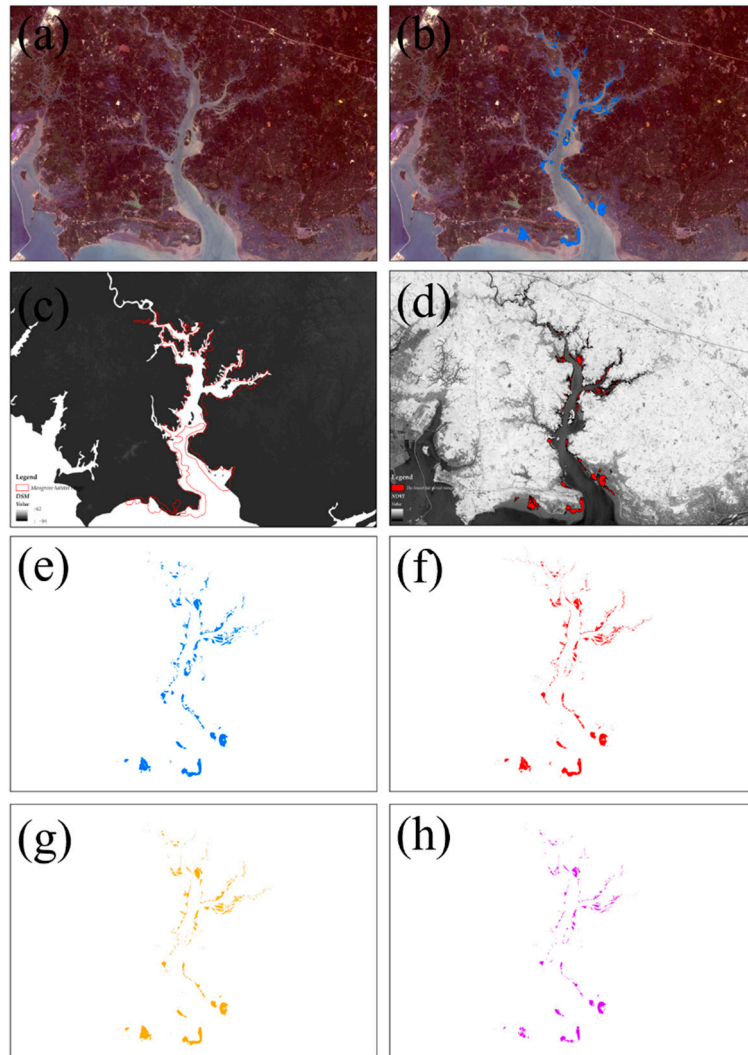 (a)
(b)
(c)
(d)
Legend
Mangrove habitat
DSM
Value
Legend
NDVI
Value
(e)
(f)
(g)
(h)